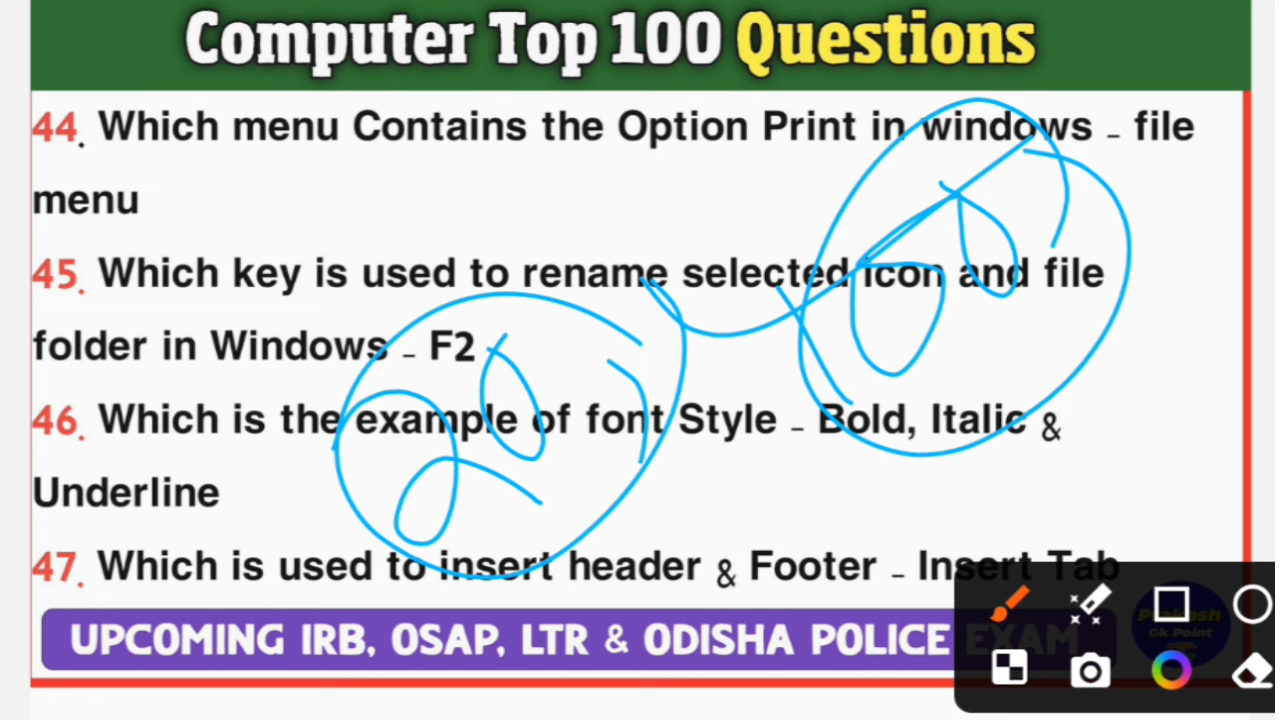 Computer Top 100 Questions
44. Which menu Contains the Option Print in windows - file
menu
45. Which key is used to rename selected icon and file
folder in Windows - F2
46. Which is the example of font Style - Bold, Italic &
Underline
47. Which is used to insert header & Footer - Insert Tab
UPCOMING IRB, OSAP, LTR & ODISHA POLICE EXAM
Prakash
Gk Point